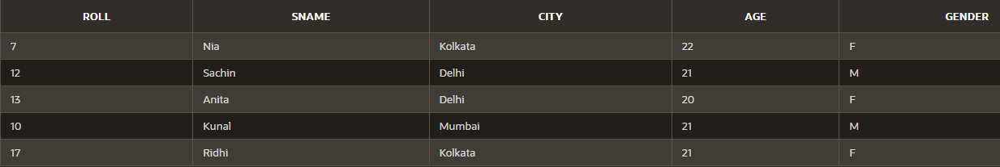 ROLL SNAME CITY AGE GENDER
7 Nia Kolkata 22 F
12 Sachin Delhi 21 M
13 Anita Delhi 20 F
10 Kunal Mumbai 21 M
17 Ridhi Kolkata 21 F